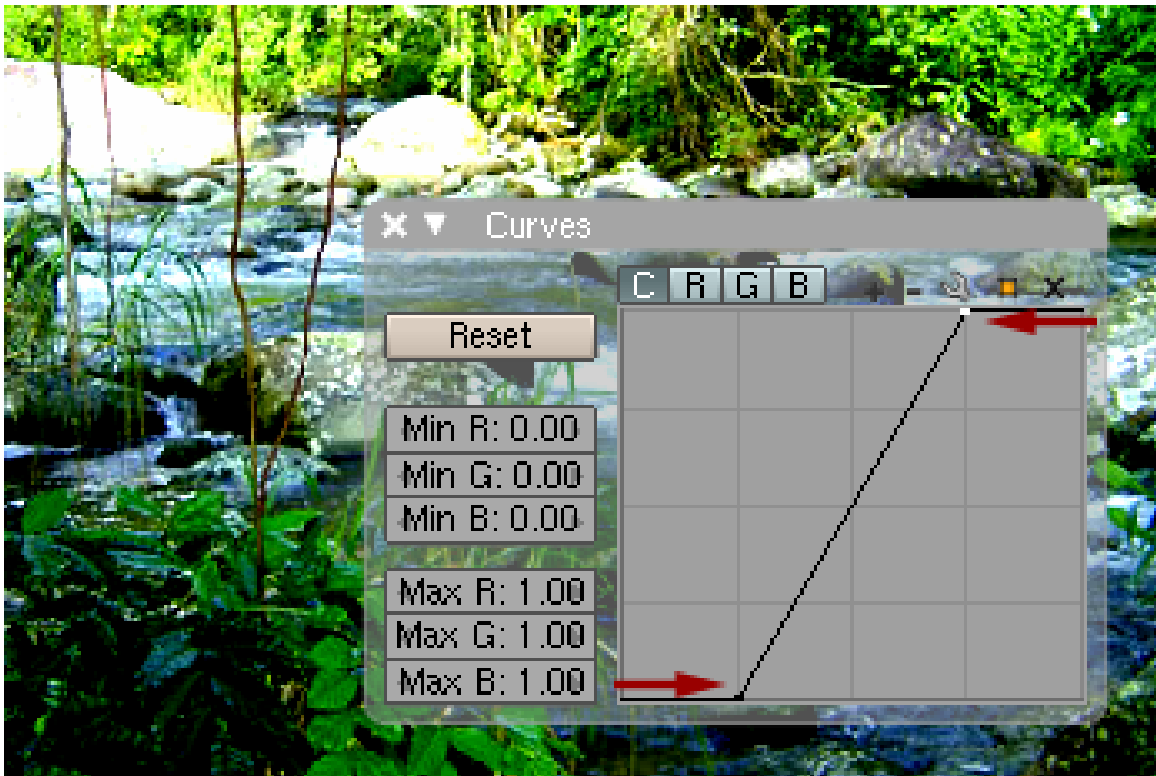 Curves
C R G B
Reset
Min R: 0.00
Min G: 0.00
Min B: 0.00
Max R: 1.00
Max G: 1.00
Max B: 1.00